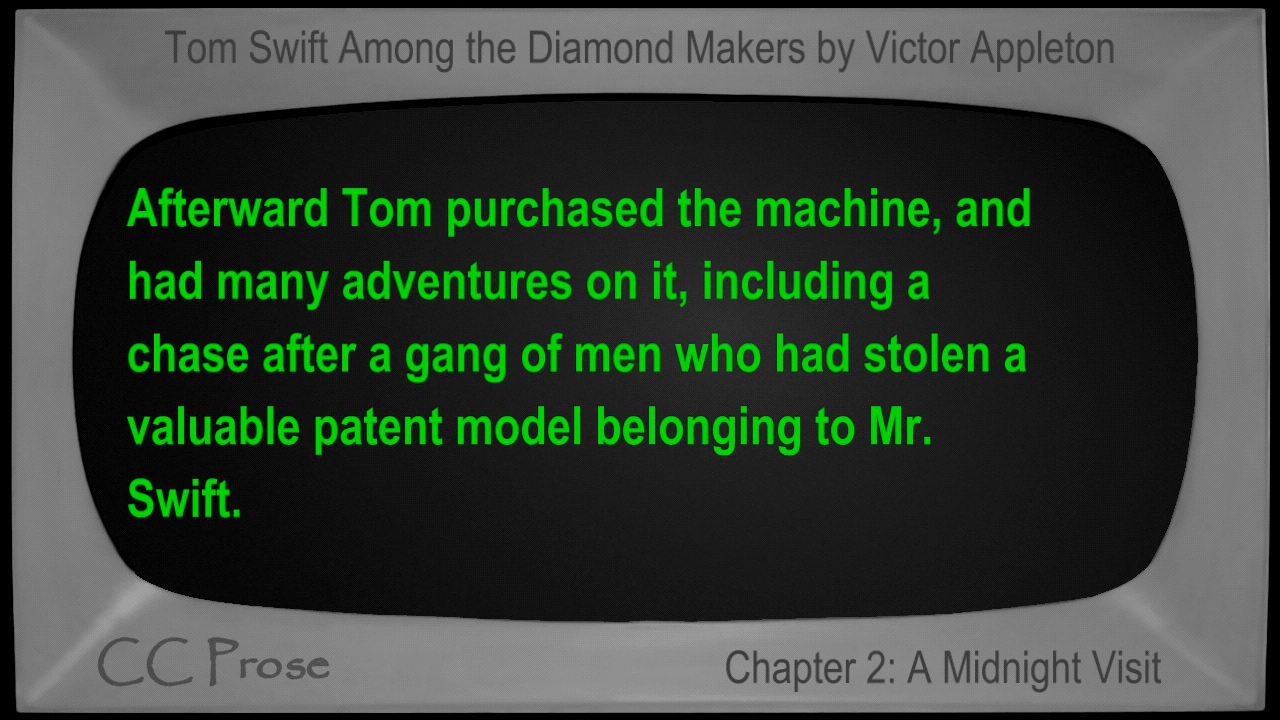 Tom Swift Among the Diamond Makers by Victor Appleton
Afterward Tom purchased the machine, and
had many adventures on it, including a
chase after a gang of men who had stolen a
valuable patent model belonging to Mr.
Swift.
CC Prose
Chapter 2: A Midnight Visit